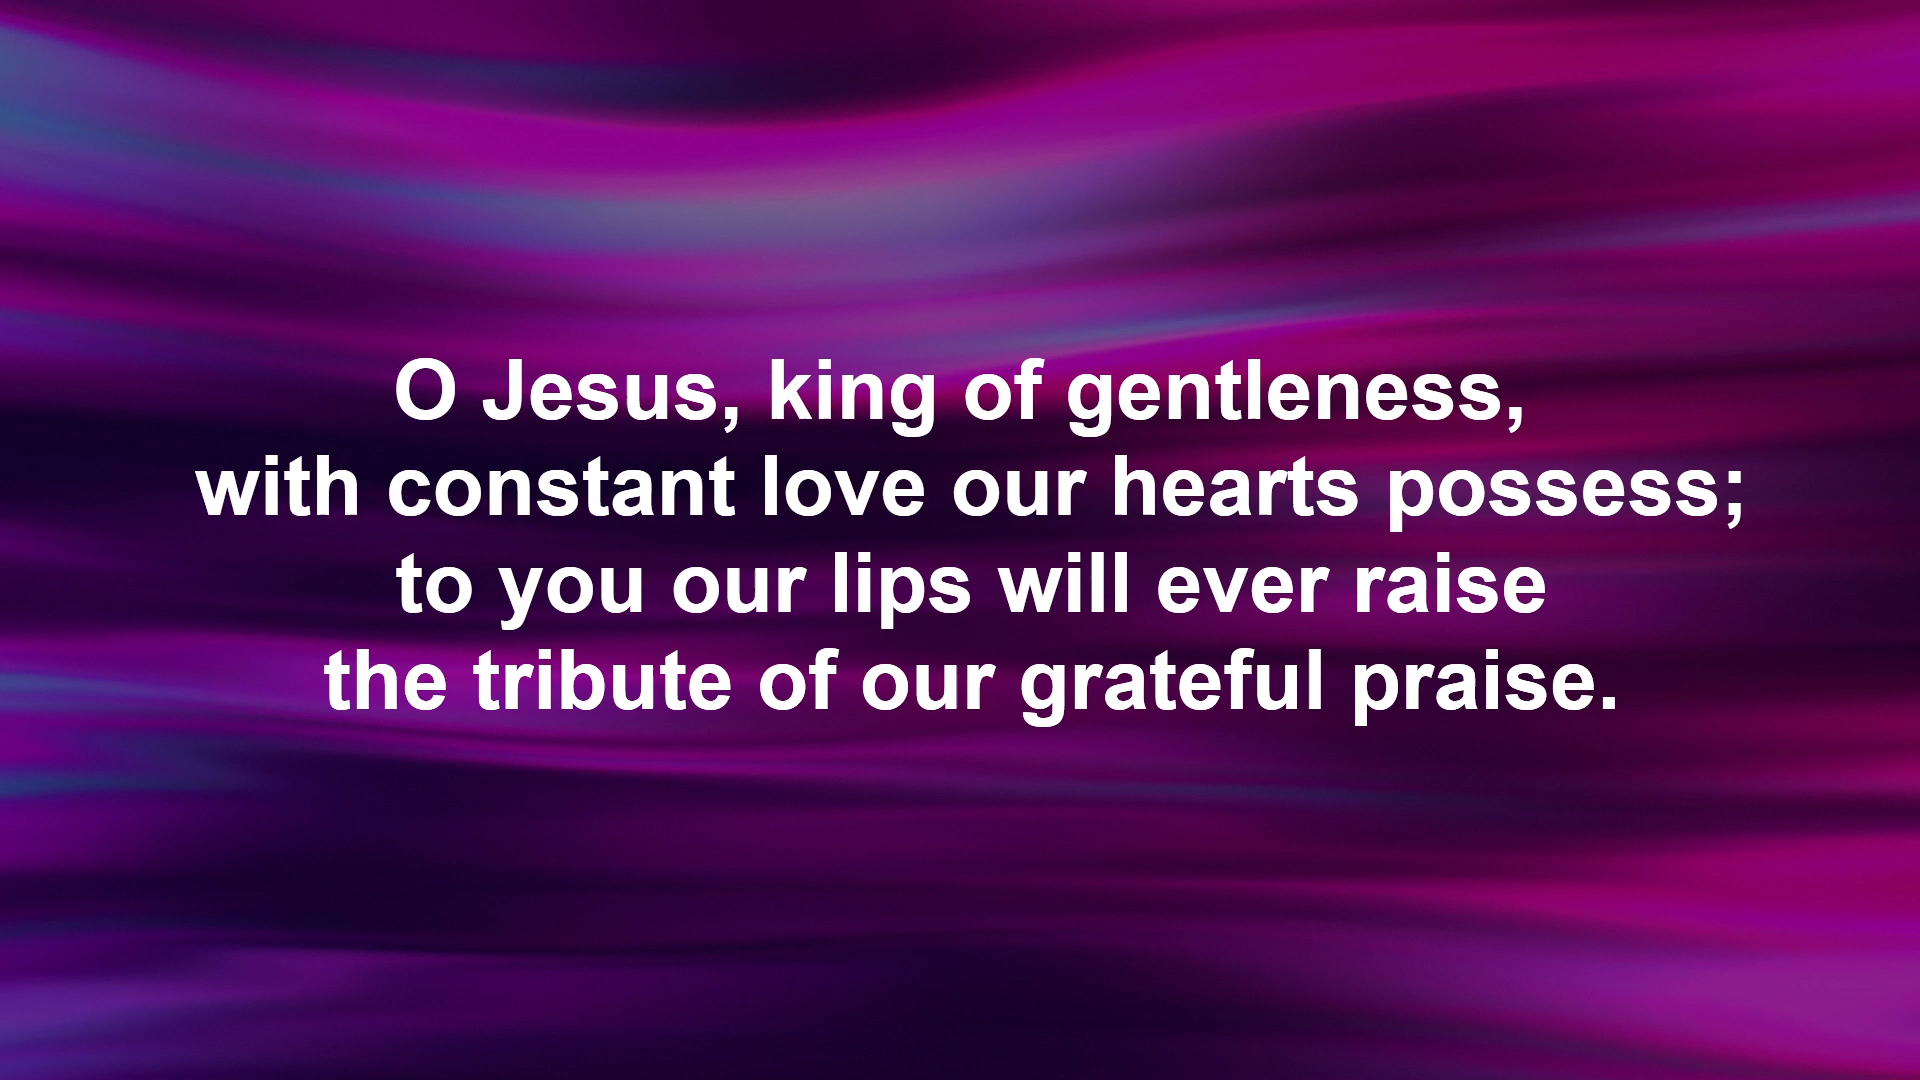 O Jesus, king of gentleness,
with constant love our hearts possess;
to you our lips will ever raise
the tribute of our grateful praise.